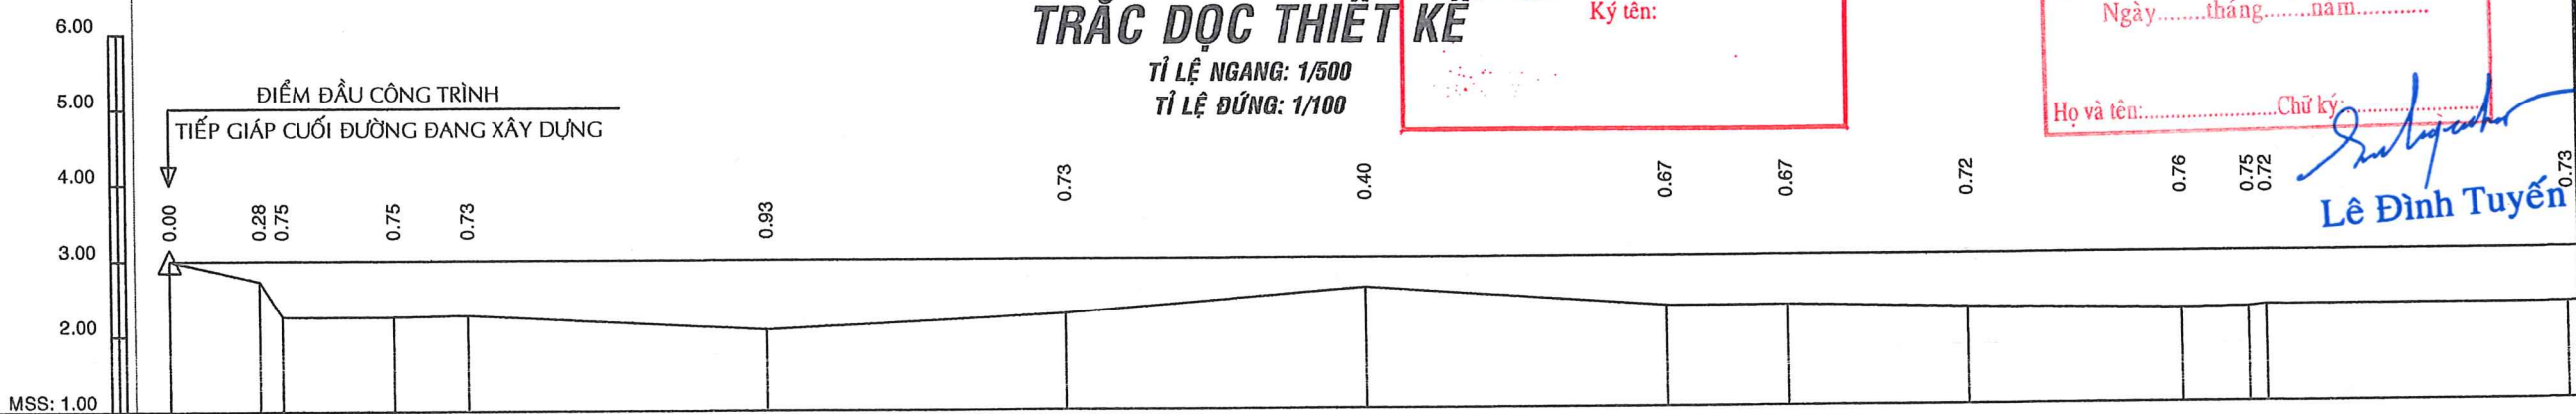 TRẮC DỌC THIẾT KẾ
TỈ LỆ NGANG: 1/500
TỈ LỆ ĐỨNG: 1/100
Ký tên:
Ngày........tháng........năm............
Họ và tên:........................Chữ ký:........................
Lê Đình Tuyến
6.00
5.00
4.00
3.00
2.00
MSS: 1.00
ĐIỂM ĐẦU CÔNG TRÌNH
TIẾP GIÁP CUỐI ĐƯỜNG ĐANG XÂY DỰNG
0.00
0.28
0.75
0.75
0.73
0.93
0.73
0.40
0.67
0.67
0.72
0.76
0.75
0.72
0.73